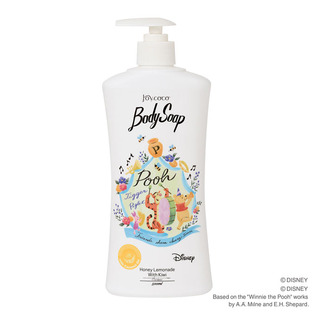 Joy coco
Body Soap
P
Pooh
Tigger
Piglet
Disney
Honey Lemonade
With Kiwi
© DISNEY
© DISNEY
Based on the "Winnie the Pooh" works
by A.A. Milne and E.H. Shepard.